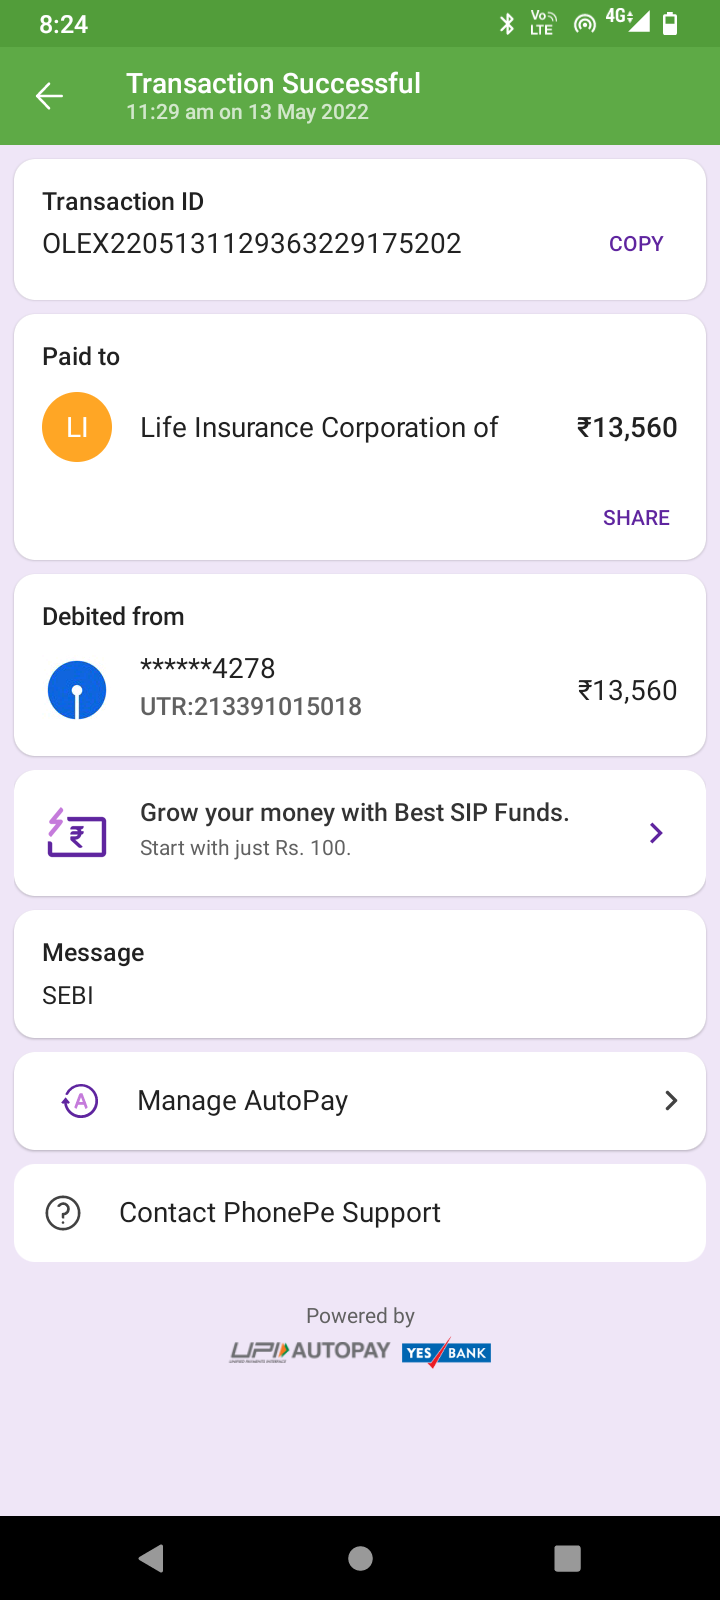 8:24
Vo
LTE
4G
Transaction Successful
11:29 am on 13 May 2022
Transaction ID
OLEX2205131129363229175202
COPY
Paid to
LI
Life Insurance Corporation of
₹13,560
SHARE
Debited from
******4278
UTR:213391015018
₹13,560
Grow your money with Best SIP Funds.
Start with just Rs. 100.
Message
SEBI
A
Manage AutoPay
Contact PhonePe Support
Powered by
UPI AUTOPAY YES BANK
UNIFIED PAYMENTS INTERFACE